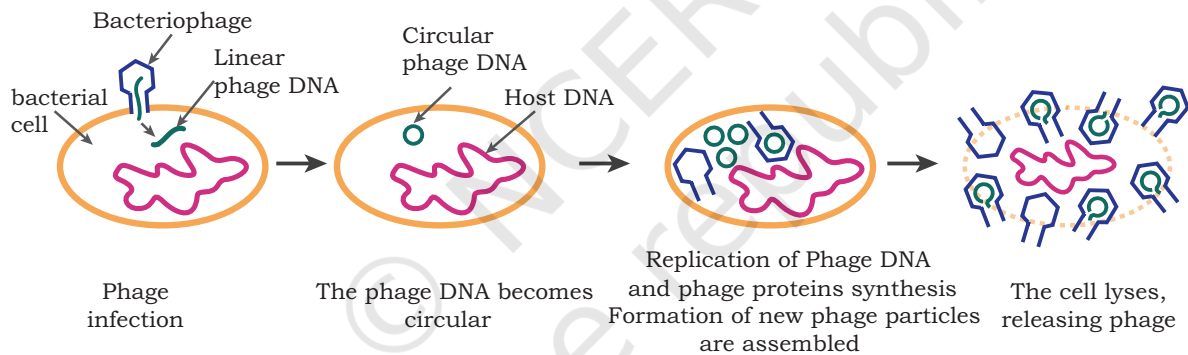 Bacteriophage
Linear
phage DNA
bacterial
cell
Circular
phage DNA
Host DNA
Phage
infection
The phage DNA becomes
circular
Replication of Phage DNA
and phage proteins synthesis
Formation of new phage particles
are assembled
The cell lyses,
releasing phage
© NCER
e republi